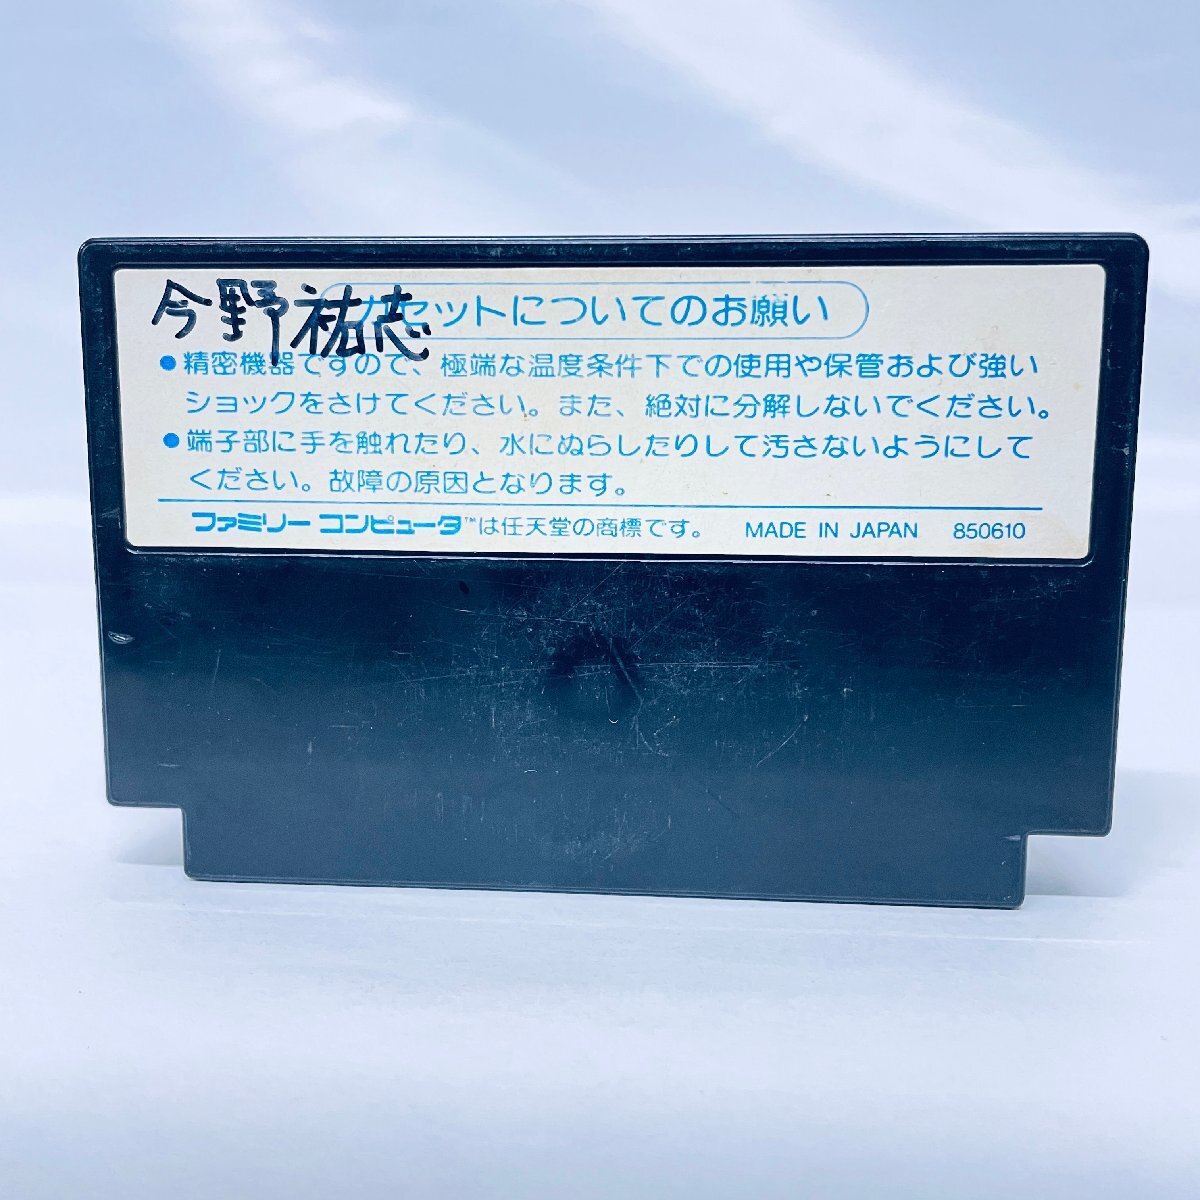 今野祐志
カセットについてのお願い
●精密機器ですので、極端な温度条件下での使用や保管および強い
ショックをさけてください。また、絶対に分解しないでください。
●端子部に手を触れたり、水にぬらしたりして汚さないようにして
ください。故障の原因となります。
ファミリーコンピュータ™は任天堂の商標です。 MADE IN JAPAN 850610